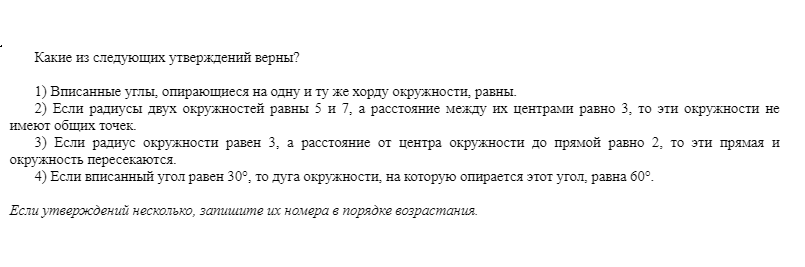 Какие из следующих утверждений верны?
1) Вписанные углы, опирающиеся на одну и ту же хорду окружности, равны.
2) Если радиусы двух окружностей равны 5 и 7, а расстояние между их центрами равно 3, то эти окружности не
имеют общих точек.
3) Если радиус окружности равен 3, а расстояние от центра окружности до прямой равно 2, то эти прямая и
окружность пересекаются.
4) Если вписанный угол равен 30°, то дуга окружности, на которую опирается этот угол, равна 60°.
Если утверждений несколько, запишите их номера в порядке возрастания.